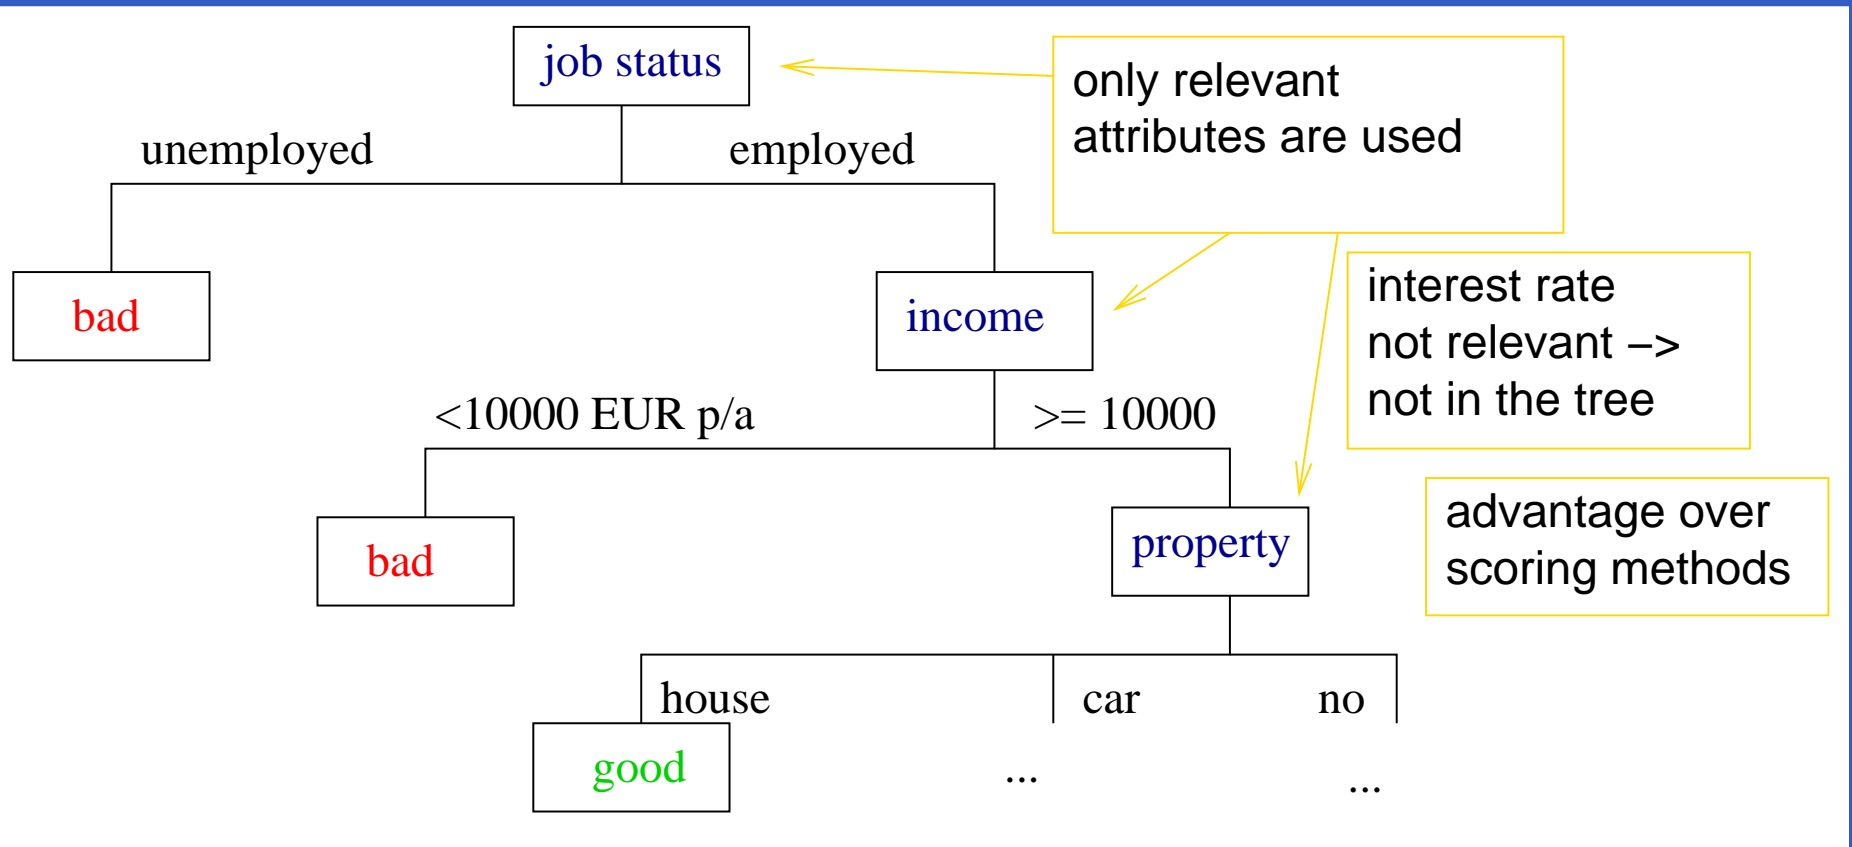 job status
only relevant
attributes are used
unemployed
employed
bad
income
interest rate
not relevant –>
not in the tree
<10000 EUR p/a
>= 10000
bad
property
advantage over
scoring methods
house
car
no
good
...
...